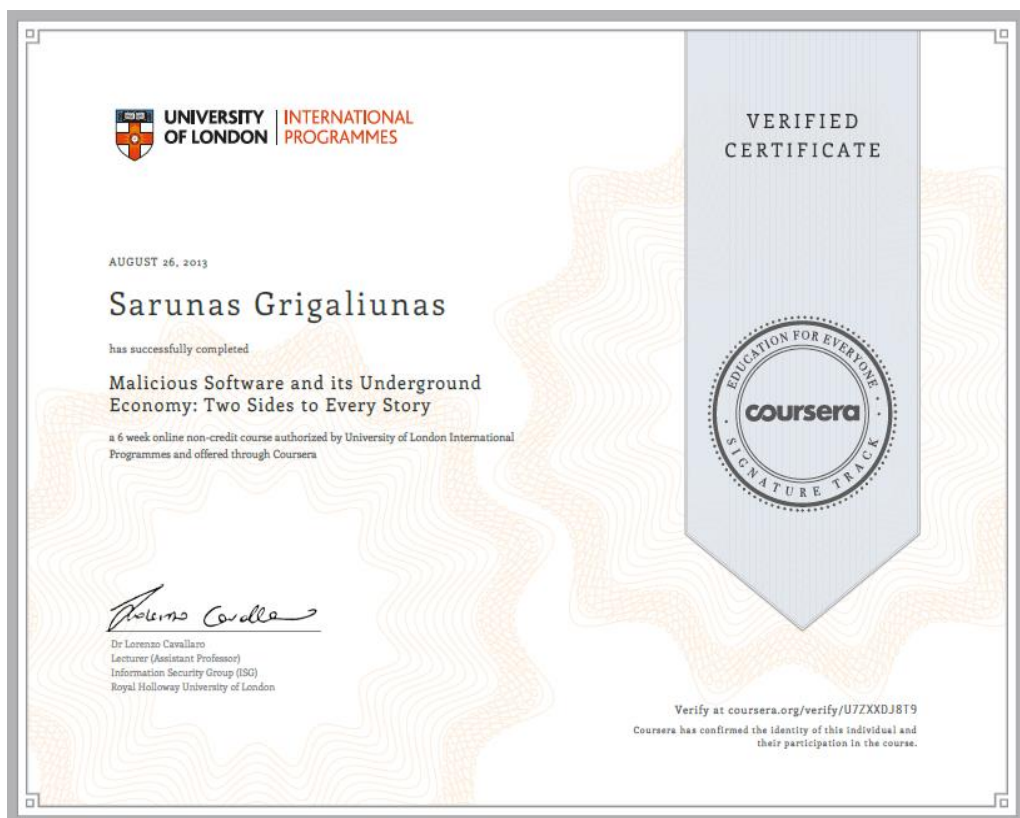 UNIVERSITY OF LONDON
INTERNATIONAL PROGRAMMES
VERIFIED
CERTIFICATE
AUGUST 26, 2013
Sarunas Grigaliunas
has successfully completed
Malicious Software and its Underground
Economy: Two Sides to Every Story
a 6 week online non-credit course authorized by University of London International
Programmes and offered through Coursera
EDUCATION FOR EVERYONE
coursera
SIGNATURE TRACK
Dr Lorenzo Cavallaro
Lecturer (Assistant Professor)
Information Security Group (ISG)
Royal Holloway University of London
Verify at coursera.org/verify/U7ZXXDJ8T9
Coursera has confirmed the identity of this individual and
their participation in the course.